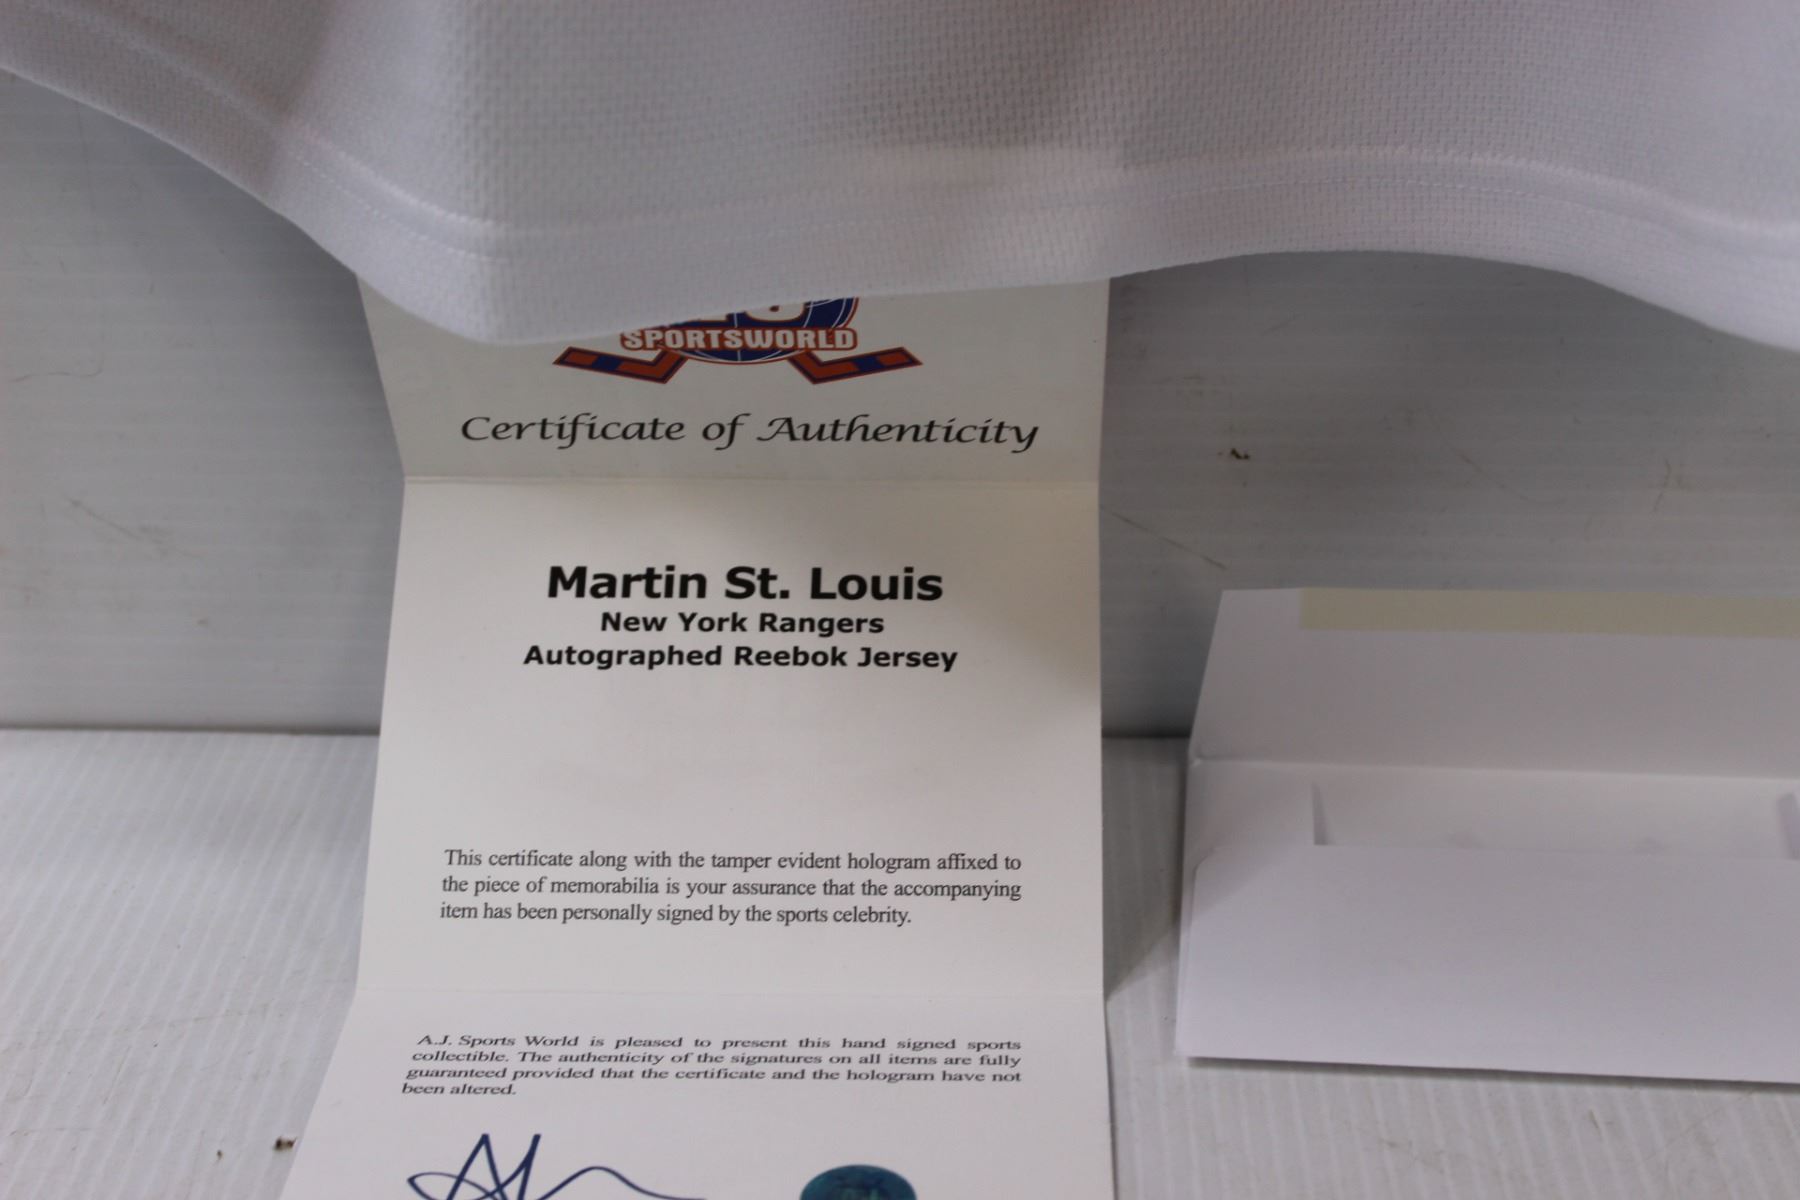 SPORTSWORLD
Certificate of Authenticity
Martin St. Louis
New York Rangers
Autographed Reebok Jersey
This certificate along with the tamper evident hologram affixed to
the piece of memorabilia is your assurance that the accompanying
item has been personally signed by the sports celebrity.
A.J. Sports World is pleased to present this hand signed sports
collectible. The authenticity of the signatures on all items are fully
guaranteed provided that the certificate and the hologram have not
been altered.